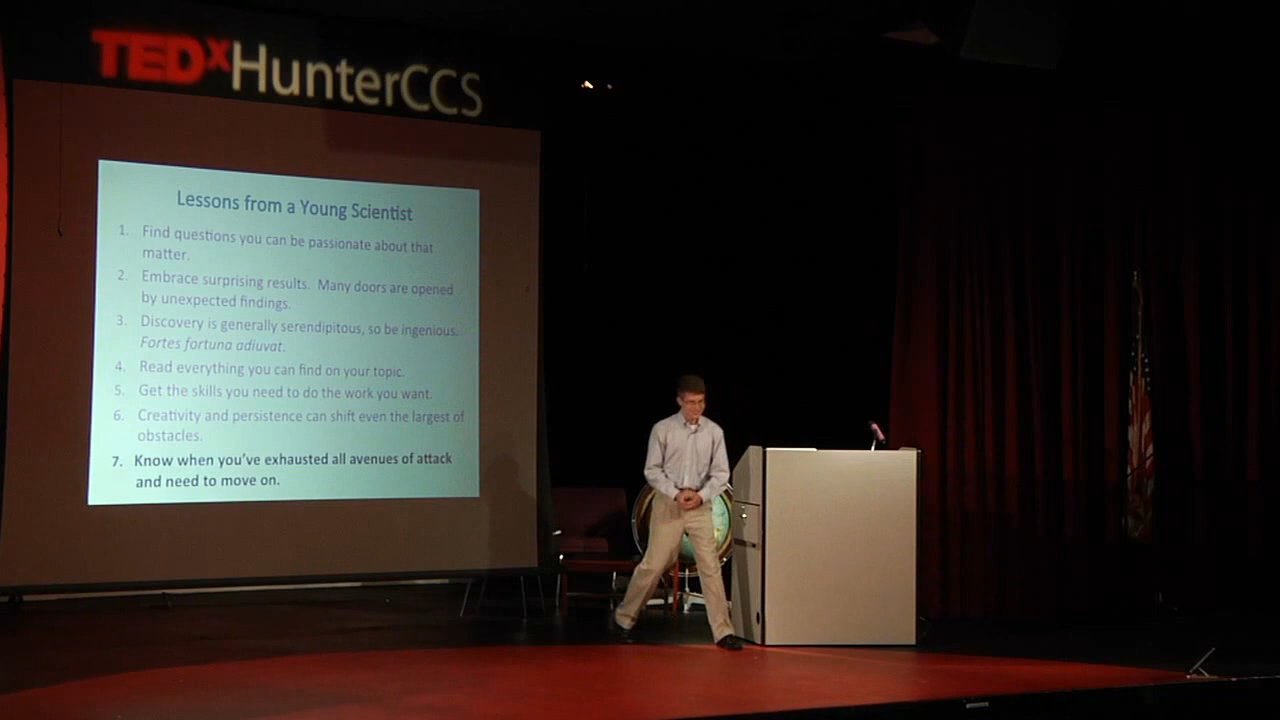 TEDxHunterCCS
Lessons from a Young Scientist
1. Find questions you can be passionate about that
matter.
2. Embrace surprising results. Many doors are opened
by unexpected findings.
3. Discovery is generally serendipitous, so be ingenious.
Fortes fortuna adiuvat.
4. Read everything you can find on your topic.
5. Get the skills you need to do the work you want.
6. Creativity and persistence can shift even the largest of
obstacles.
7. Know when you've exhausted all avenues of attack
and need to move on.